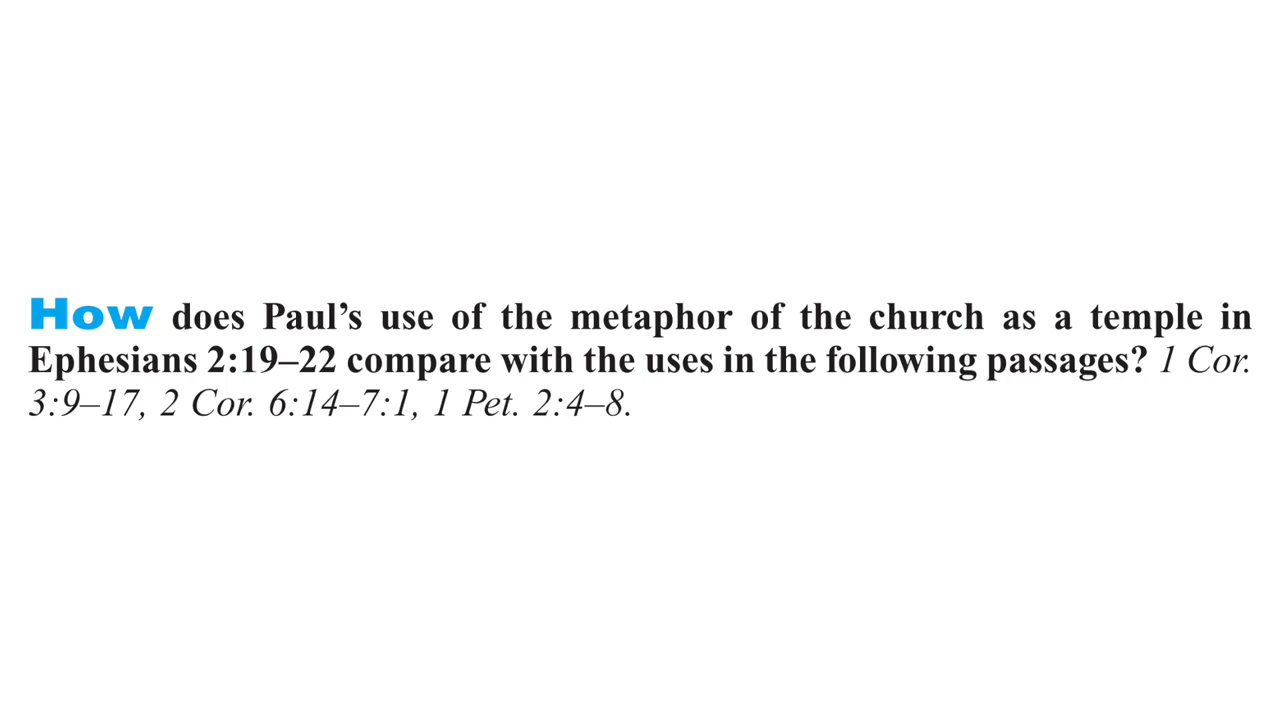 How does Paul’s use of the metaphor of the church as a temple in
Ephesians 2:19–22 compare with the uses in the following passages? 1 Cor.
3:9–17, 2 Cor. 6:14–7:1, 1 Pet. 2:4–8.